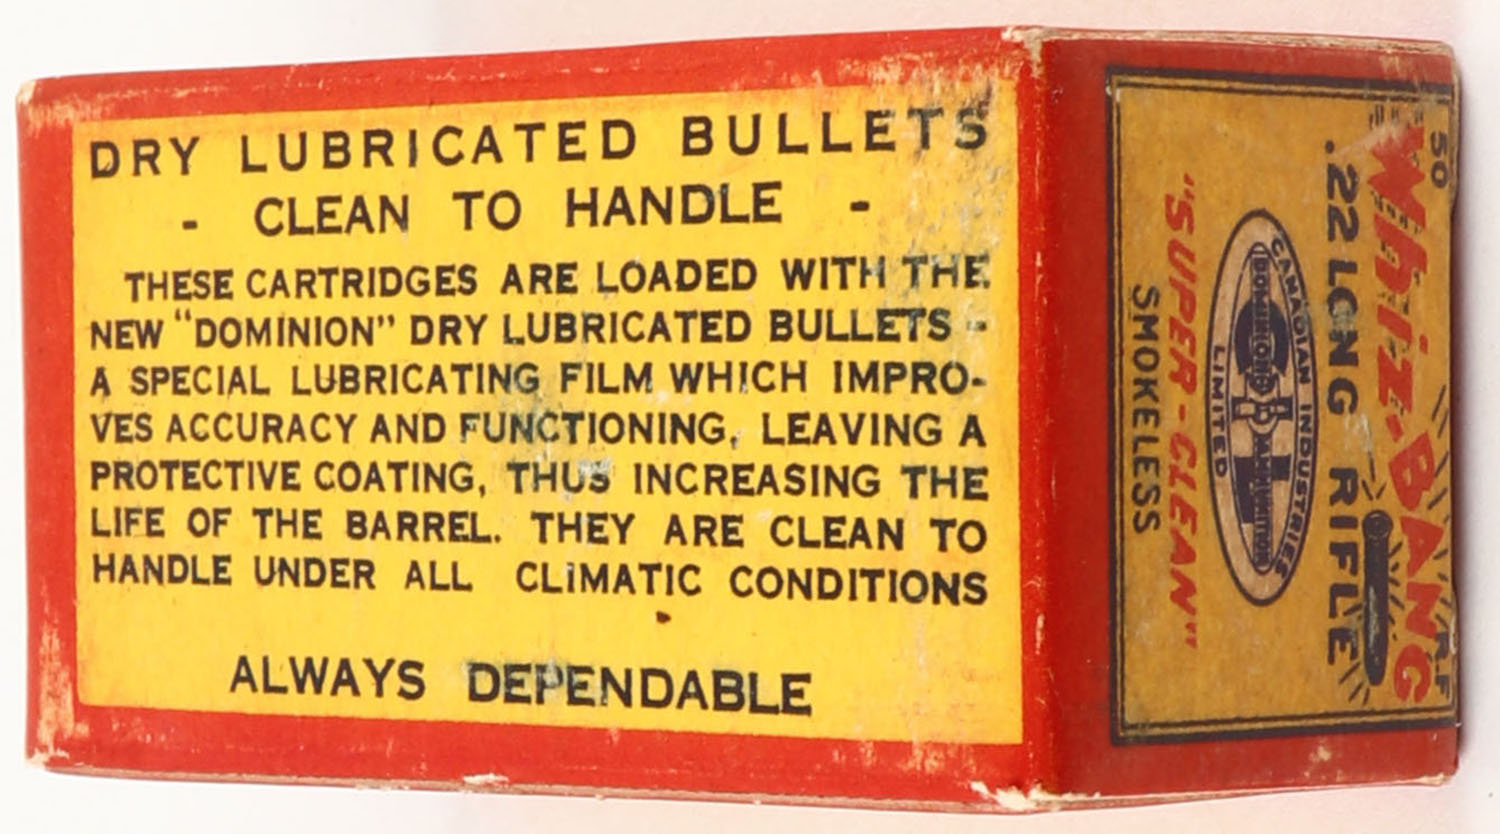 DRY LUBRICATED BULLETS
- CLEAN TO HANDLE -
THESE CARTRIDGES ARE LOADED WITH THE
NEW "DOMINION" DRY LUBRICATED BULLETS -
A SPECIAL LUBRICATING FILM WHICH IMPRO-
VES ACCURACY AND FUNCTIONING, LEAVING A
PROTECTIVE COATING, THUS INCREASING THE
LIFE OF THE BARREL. THEY ARE CLEAN TO
HANDLE UNDER ALL CLIMATIC CONDITIONS
ALWAYS DEPENDABLE
50 R.F.
Whiz-BANG
.22 LONG RIFLE
CANADIAN INDUSTRIES
DOMINION AMMUNITION
LIMITED
"SUPER-CLEAN"
SMOKELESS